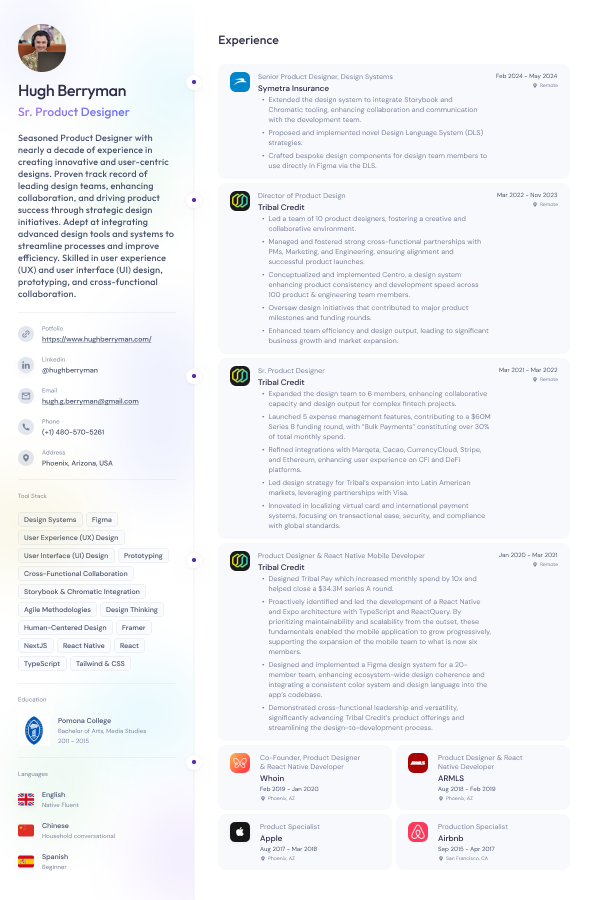 Hugh Berryman
Sr. Product Designer
Seasoned Product Designer with
nearly a decade of experience in
creating innovative and user-centric
designs. Proven track record of
leading design teams, enhancing
collaboration, and driving product
success through strategic design
initiatives. Adept at integrating
advanced design tools and systems to
streamline processes and improve
efficiency. Skilled in user experience
(UX) and user interface (UI) design,
prototyping, and cross-functional
collaboration.
Potfolio
https://www.hughberryman.com/
Linkedin
@hughberryman
Email
hugh.g.berryman@gmail.com
Phone
(+1) 480-570-5261
Address
Phoenix, Arizona, USA
Tool Stack
Design Systems
Figma
User Experience (UX) Design
User Interface (UI) Design
Prototyping
Cross-Functional Collaboration
Storybook & Chromatic Integration
Agile Methodologies
Design Thinking
Human-Centered Design
Framer
NextJS
React Native
React
TypeScript
Tailwind & CSS
Education
Pomona College
Bachelor of Arts, Media Studies
2011 - 2015
Languages
English
Native Fluent
Chinese
Household conversational
Spanish
Beginner
Experience
Senior Product Designer, Design Systems
Feb 2024 - May 2024
Symetra Insurance
Remote
• Extended the design system to integrate Storybook and
Chromatic tooling, enhancing collaboration and communication
with the development team.
• Proposed and implemented novel Design Language System (DLS)
strategies.
• Crafted bespoke design components for design team members to
use directly in Figma via the DLS.
Director of Product Design
Mar 2022 - Nov 2023
Tribal Credit
Remote
• Led a team of 10 product designers, fostering a creative and
collaborative environment.
• Managed and fostered strong cross-functional partnerships with
PMs, Marketing, and Engineering, ensuring alignment and
successful product launches.
• Conceptualized and implemented Centro, a design system
enhancing product consistency and development speed across
100 product & engineering team members.
• Oversaw design initiatives that contributed to major product
milestones and funding rounds.
• Enhanced team efficiency and design output, leading to significant
business growth and market expansion.
Sr. Product Designer
Mar 2021 - Mar 2022
Tribal Credit
Remote
• Expanded the design team to 6 members, enhancing collaborative
capacity and design output for complex fintech projects.
• Launched 5 expense management features, contributing to a $60M
Series B funding round, with "Bulk Payments" constituting over 30%
of total monthly spend.
• Refined integrations with Marqeta, Cacao, CurrencyCloud, Stripe,
and Ethereum, enhancing user experience on CFi and DeFi
platforms.
• Led design strategy for Tribal's expansion into Latin American
markets, leveraging partnerships with Visa.
• Innovated in localizing virtual card and international payment
systems, focusing on transactional ease, security, and compliance
with global standards.
Product Designer & React Native Mobile Developer
Jan 2020 - Mar 2021
Tribal Credit
Remote
• Designed Tribal Pay which increased monthly spend by 10x and
helped close a $34.3M series A round.
• Proactively identified and led the development of a React Native
and Expo architecture with TypeScript and ReactQuery. By
prioritizing maintainability and scalability from the outset, these
fundamentals enabled the mobile application to grow progressively,
supporting the expansion of the mobile team to what is now six
members.
• Designed and implemented a Figma design system for a 20-
member team, enhancing ecosystem-wide design coherence and
integrating a consistent color system and design language into the
app's codebase.
• Demonstrated cross-functional leadership and versatility,
significantly advancing Tribal Credit's product offerings and
streamlining the design-to-development process.
Co-Founder, Product Designer
& React Native Developer
Whoin
Feb 2019 - Jan 2020
Phoenix, AZ
ARMLS
Product Designer & React
Native Developer
ARMLS
Aug 2018 - Feb 2019
Phoenix, AZ
Product Specialist
Apple
Aug 2017 - Mar 2018
Phoenix, AZ
Production Specialist
Airbnb
Sep 2015 - Apr 2017
San Francisco, CA